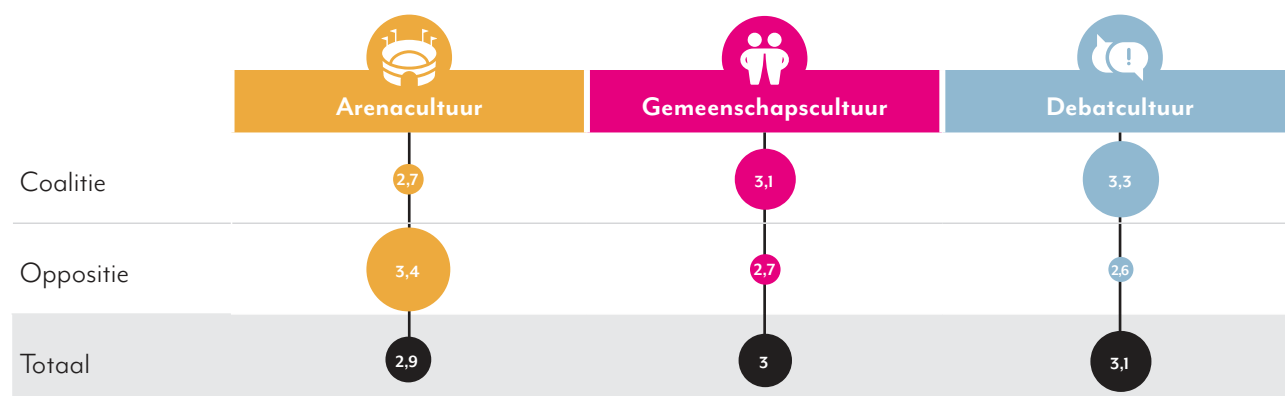 !
Arenacultuur Gemeenschapscultuur Debatcultuur
Coalitie 2,7 3,1 3,3
Oppositie 3,4 2,7 2,6
Totaal 2,9 3 3,1